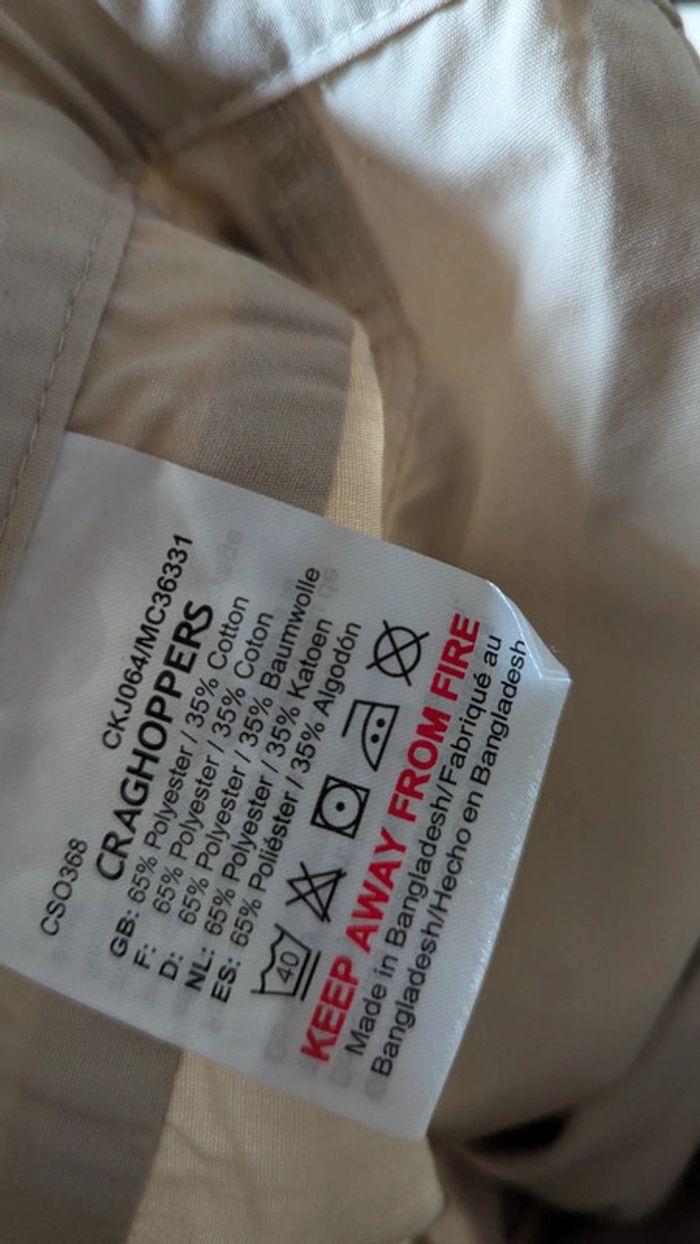 CSO368
CKJ064/MC36331
CRAGHOPPERS
GB: 65% Polyester / 35% Cotton
F: 65% Polyester / 35% Coton
D: 65% Polyester / 35% Baumwolle
NL: 65% Polyester / 35% Katoen
ES: 65% Poliéster / 35% Algodón
40
KEEP AWAY FROM FIRE
Made in Bangladesh/Fabriqué au
Bangladesh/Hecho en Bangladesh